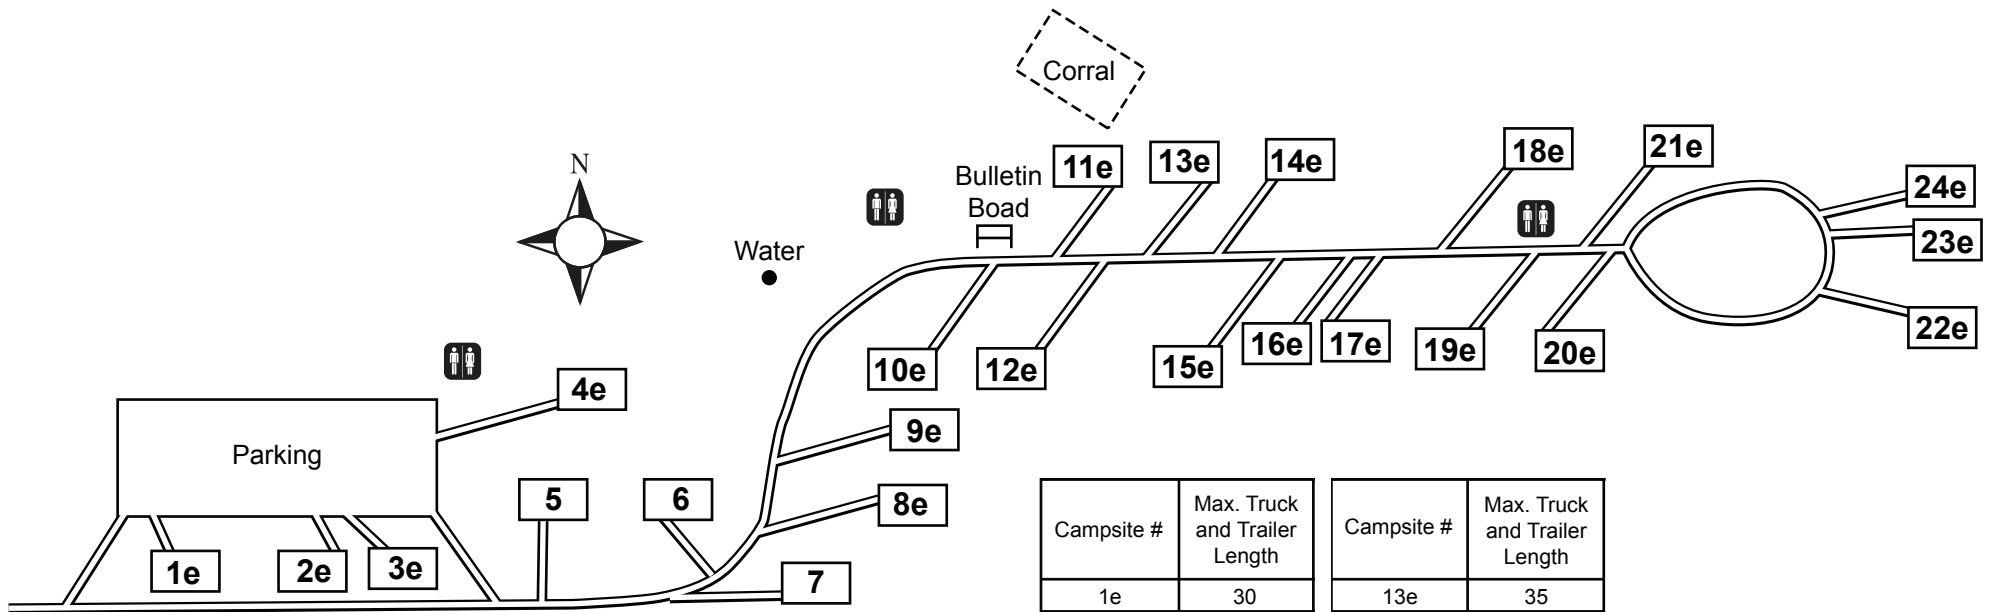 Corral
N
Bulletin
Boad
Water
11e
13e
14e
18e
21e
24e
23e
22e
10e
12e
15e
16e
17e
19e
20e
4e
9e
Parking
5
6
8e
1e
2e
3e
7
Campsite #
Max. Truck
and Trailer
Length
Campsite #
Max. Truck
and Trailer
Length
1e
30
13e
35